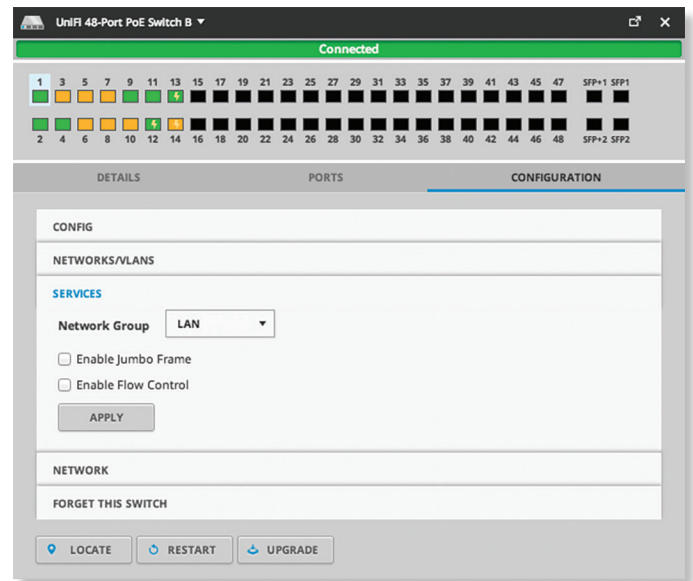 UniFi 48-Port PoE Switch B
Connected
1 3 5 7 9 11 13 15 17 19 21 23 25 27 29 31 33 35 37 39 41 43 45 47 SFP+1 SFP1
2 4 6 8 10 12 14 16 18 20 22 24 26 28 30 32 34 36 38 40 42 44 46 48 SFP+2 SFP2
DETAILS PORTS CONFIGURATION
CONFIG
NETWORKS/VLANS
SERVICES
Network Group LAN
Enable Jumbo Frame
Enable Flow Control
APPLY
NETWORK
FORGET THIS SWITCH
LOCATE RESTART UPGRADE